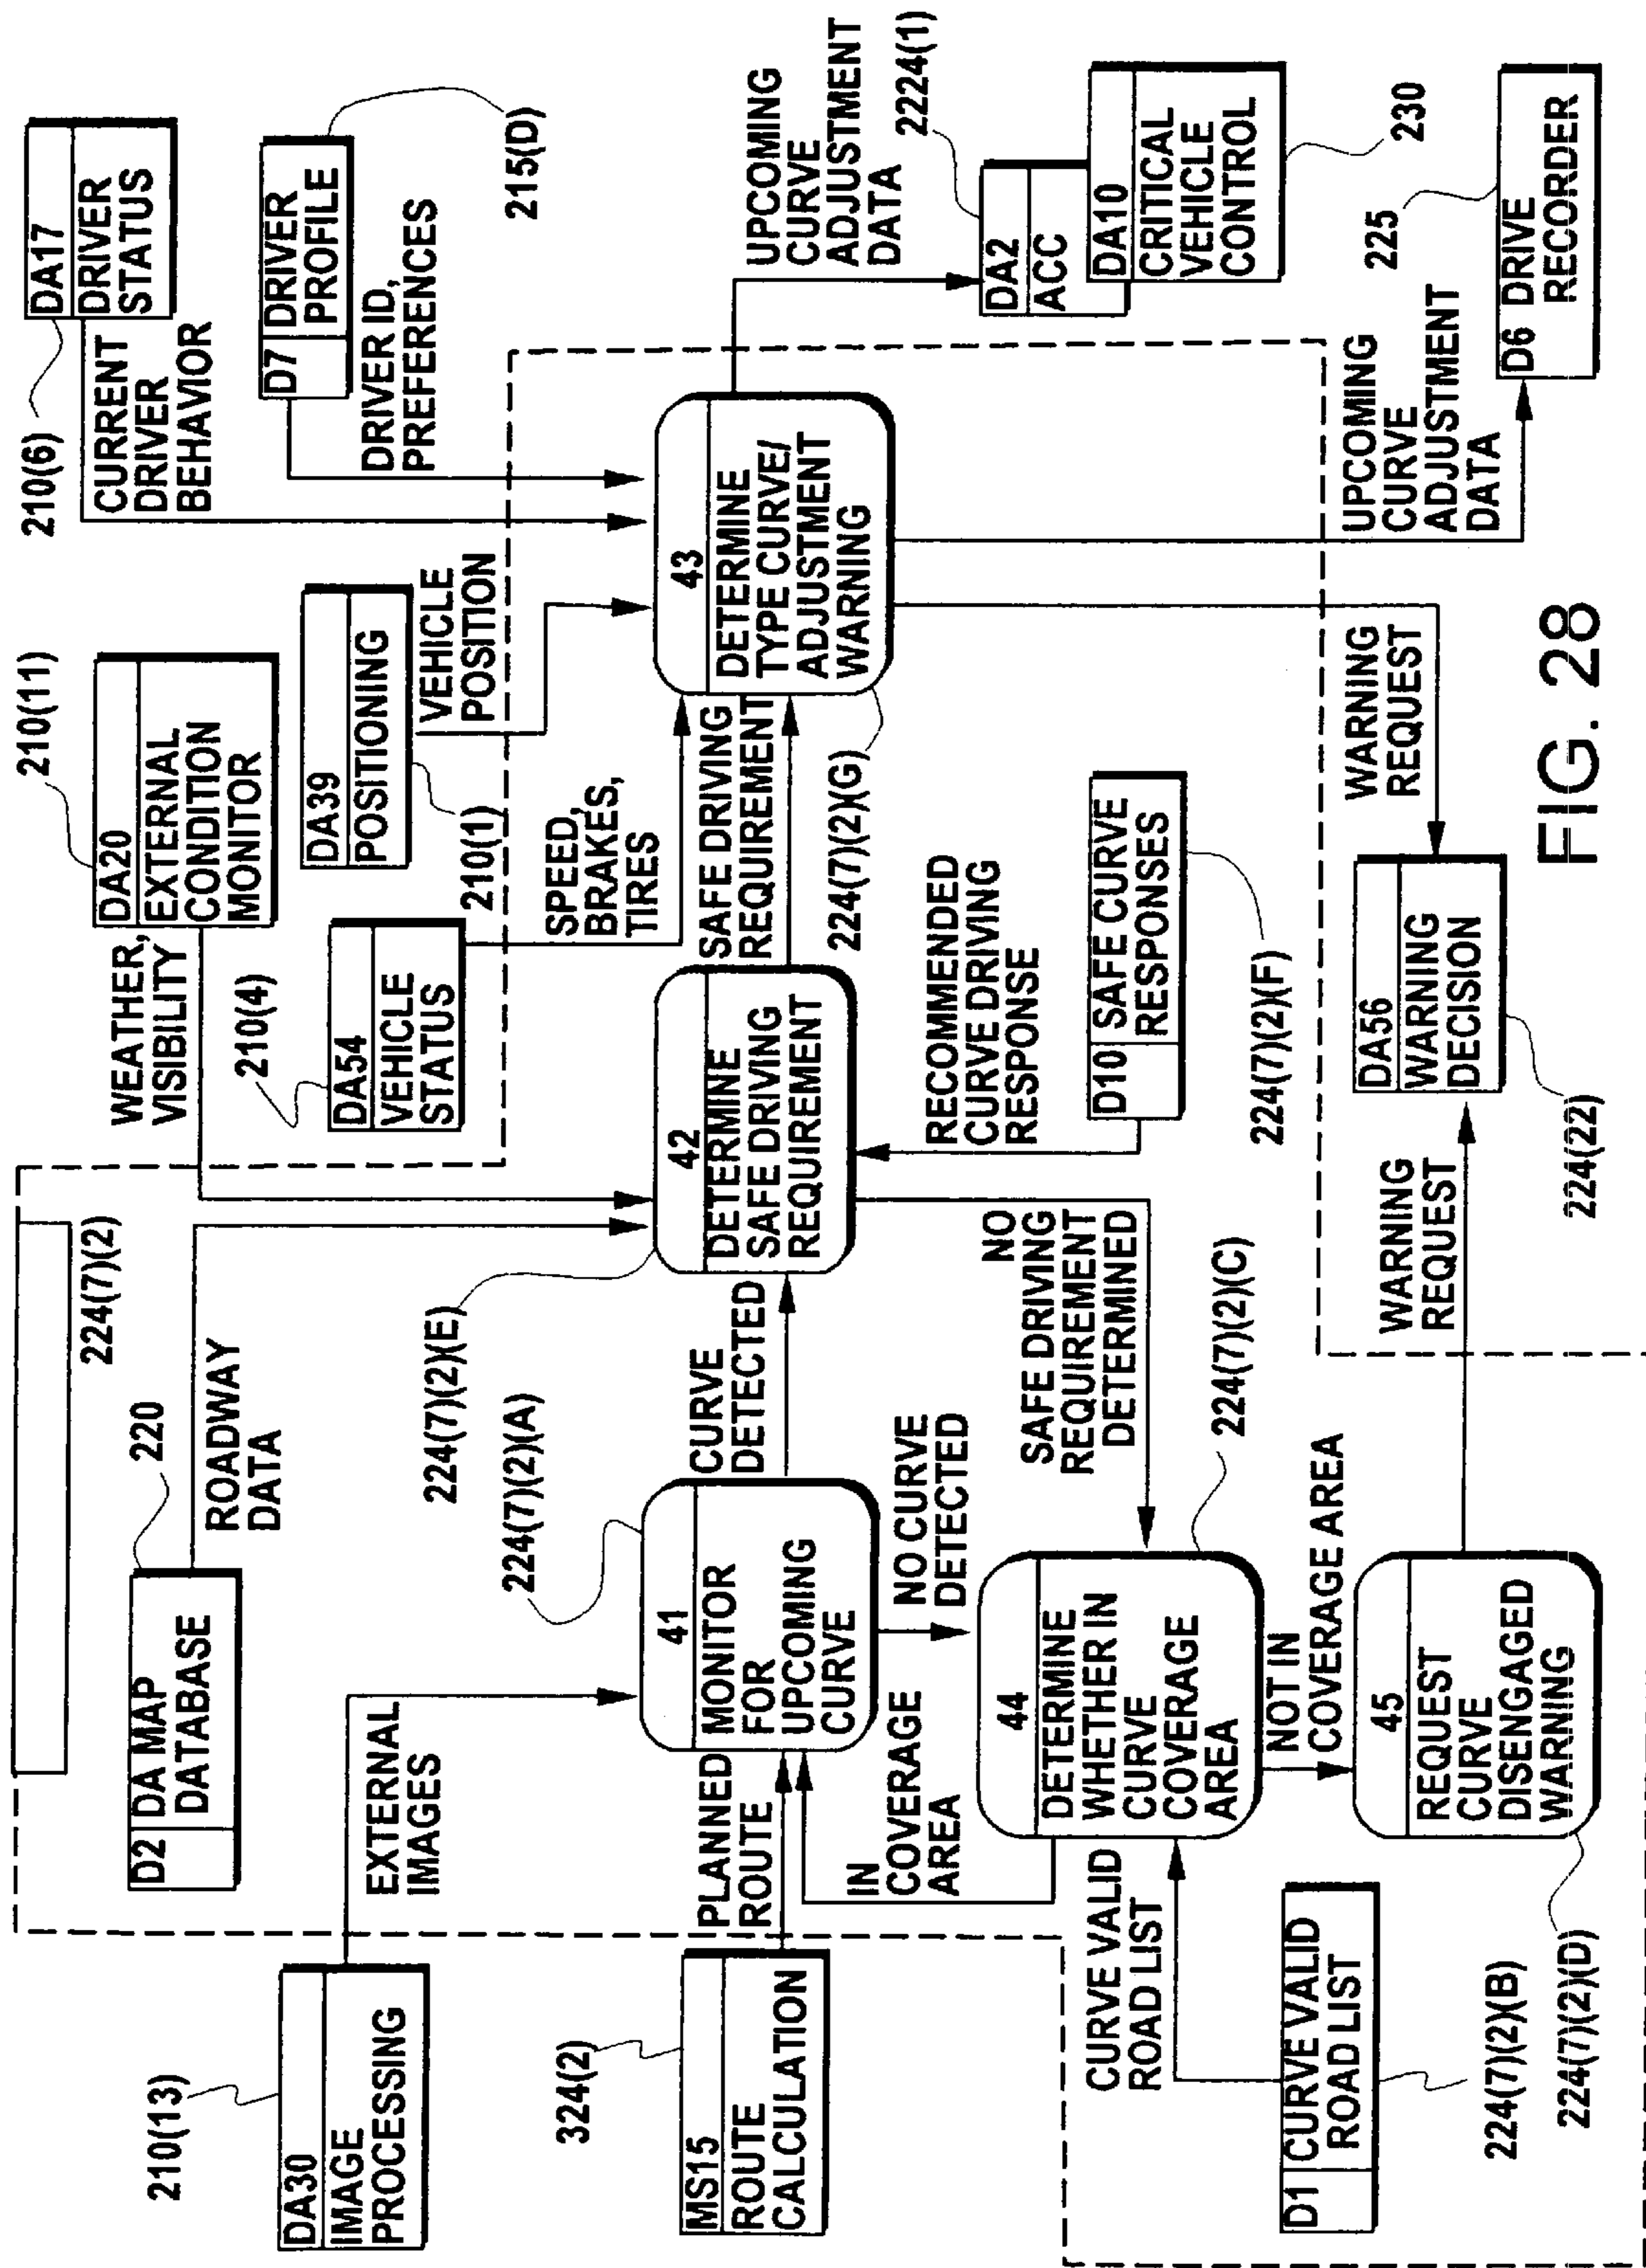 210(13)
DA30
IMAGE
PROCESSING
EXTERNAL
IMAGES
324(2)
MS15
ROUTE
CALCULATION
PLANNED
ROUTE
D2 DA MAP
DATABASE
220
ROADWAY
DATA
224(7)(2)
WEATHER,
VISIBILITY
210(11)
DA20
EXTERNAL
CONDITION
MONITOR
210(4)
DA54
VEHICLE
STATUS
SPEED,
BRAKES,
TIRES
DA39
POSITIONING
210(1)
VEHICLE
POSITION
210(6)
DA17
DRIVER
STATUS
CURRENT
DRIVER
BEHAVIOR
D7 DRIVER
PROFILE
215(D)
DRIVER ID,
PREFERENCES
224(7)(2)(A)
41
MONITOR
FOR
UPCOMING
CURVE
CURVE
DETECTED
NO CURVE
DETECTED
224(7)(2)(E)
42
DETERMINE
SAFE DRIVING
REQUIREMENT
SAFE DRIVING
REQUIREMENT
43
DETERMINE
TYPE CURVE/
ADJUSTMENT
WARNING
224(7)(2)(G)
UPCOMING
CURVE
ADJUSTMENT
DATA
2224(1)
DA2
ACC
DA10
CRITICAL
VEHICLE
CONTROL
230
IN
COVERAGE
AREA
44
DETERMINE
WHETHER IN
CURVE
COVERAGE
AREA
224(7)(2)(C)
NO
SAFE DRIVING
REQUIREMENT
DETERMINED
RECOMMENDED
CURVE DRIVING
RESPONSE
D10 SAFE CURVE
RESPONSES
224(7)(2)(F)
CURVE VALID
ROAD LIST
D1 CURVE VALID
ROAD LIST
224(7)(2)(B)
NOT IN
COVERAGE AREA
45
REQUEST
CURVE
DISENGAGED
WARNING
224(7)(2)(D)
WARNING
REQUEST
DA56
WARNING
DECISION
224(22)
WARNING
REQUEST
UPCOMING
CURVE
ADJUSTMENT
DATA
225
D6 DRIVE
RECORDER
FIG. 28